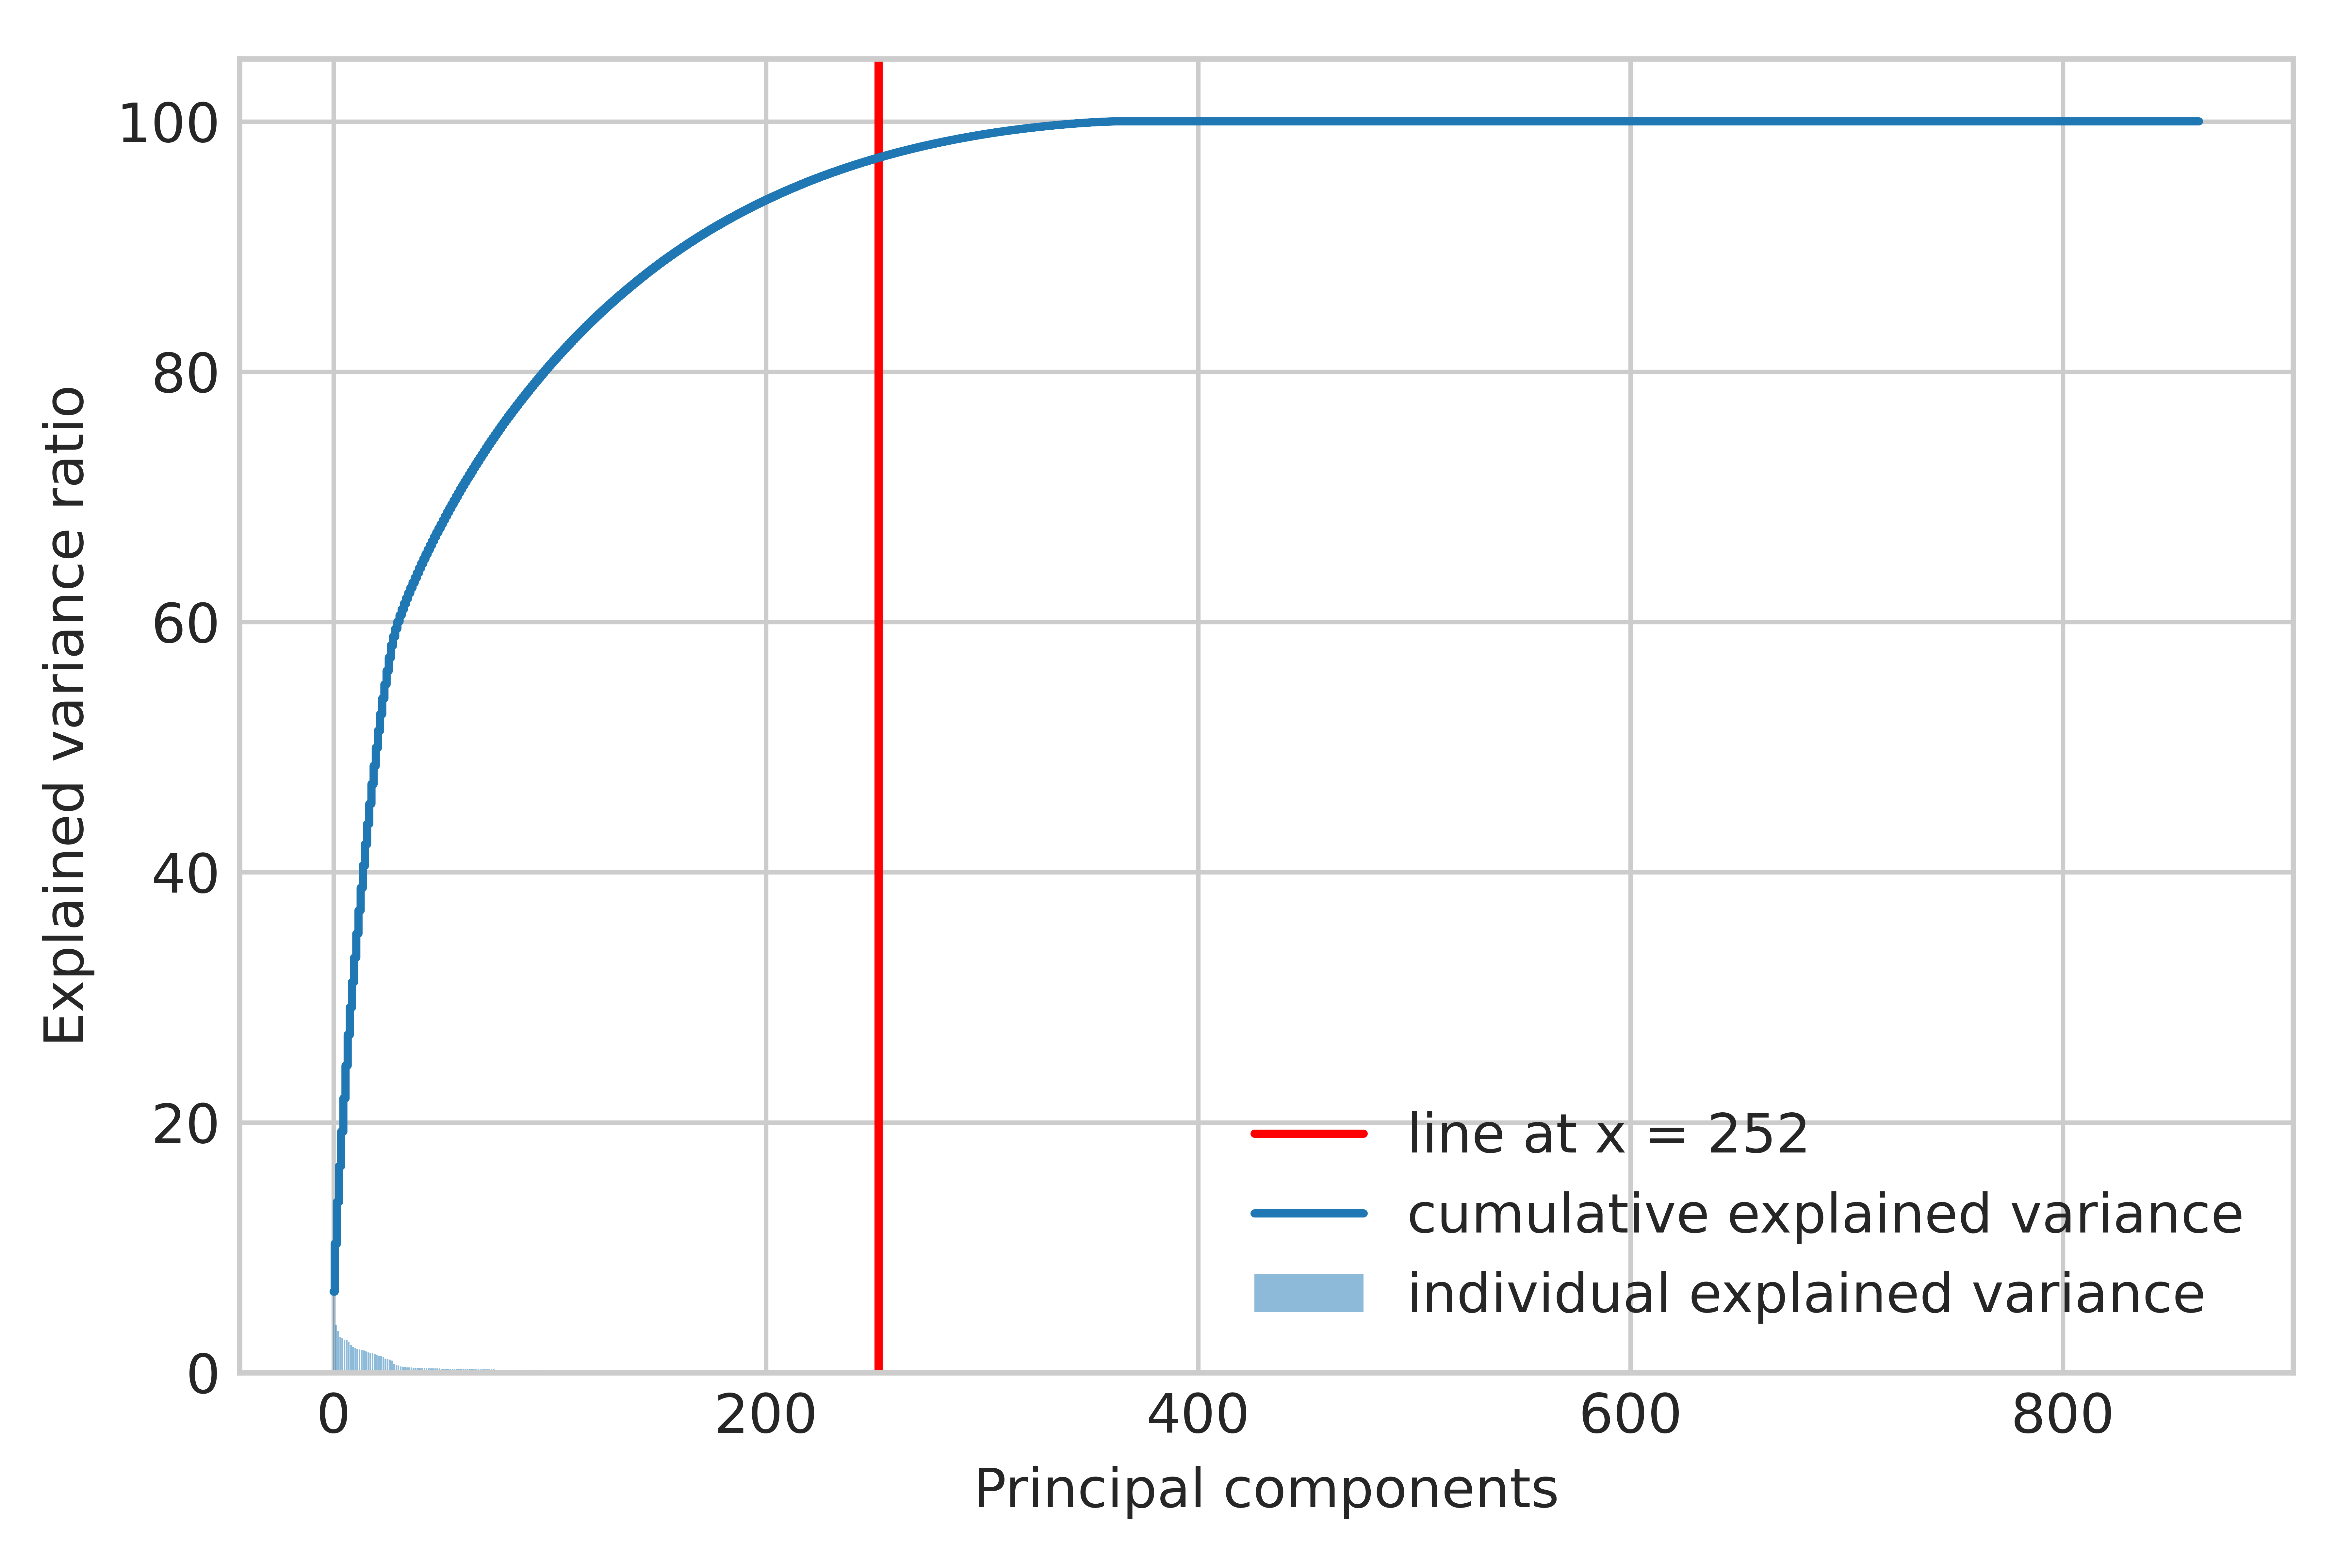 100
80
60
40
20
0
Explained variance ratio
line at x = 252
cumulative explained variance
individual explained variance
0 200 400 600 800
Principal components